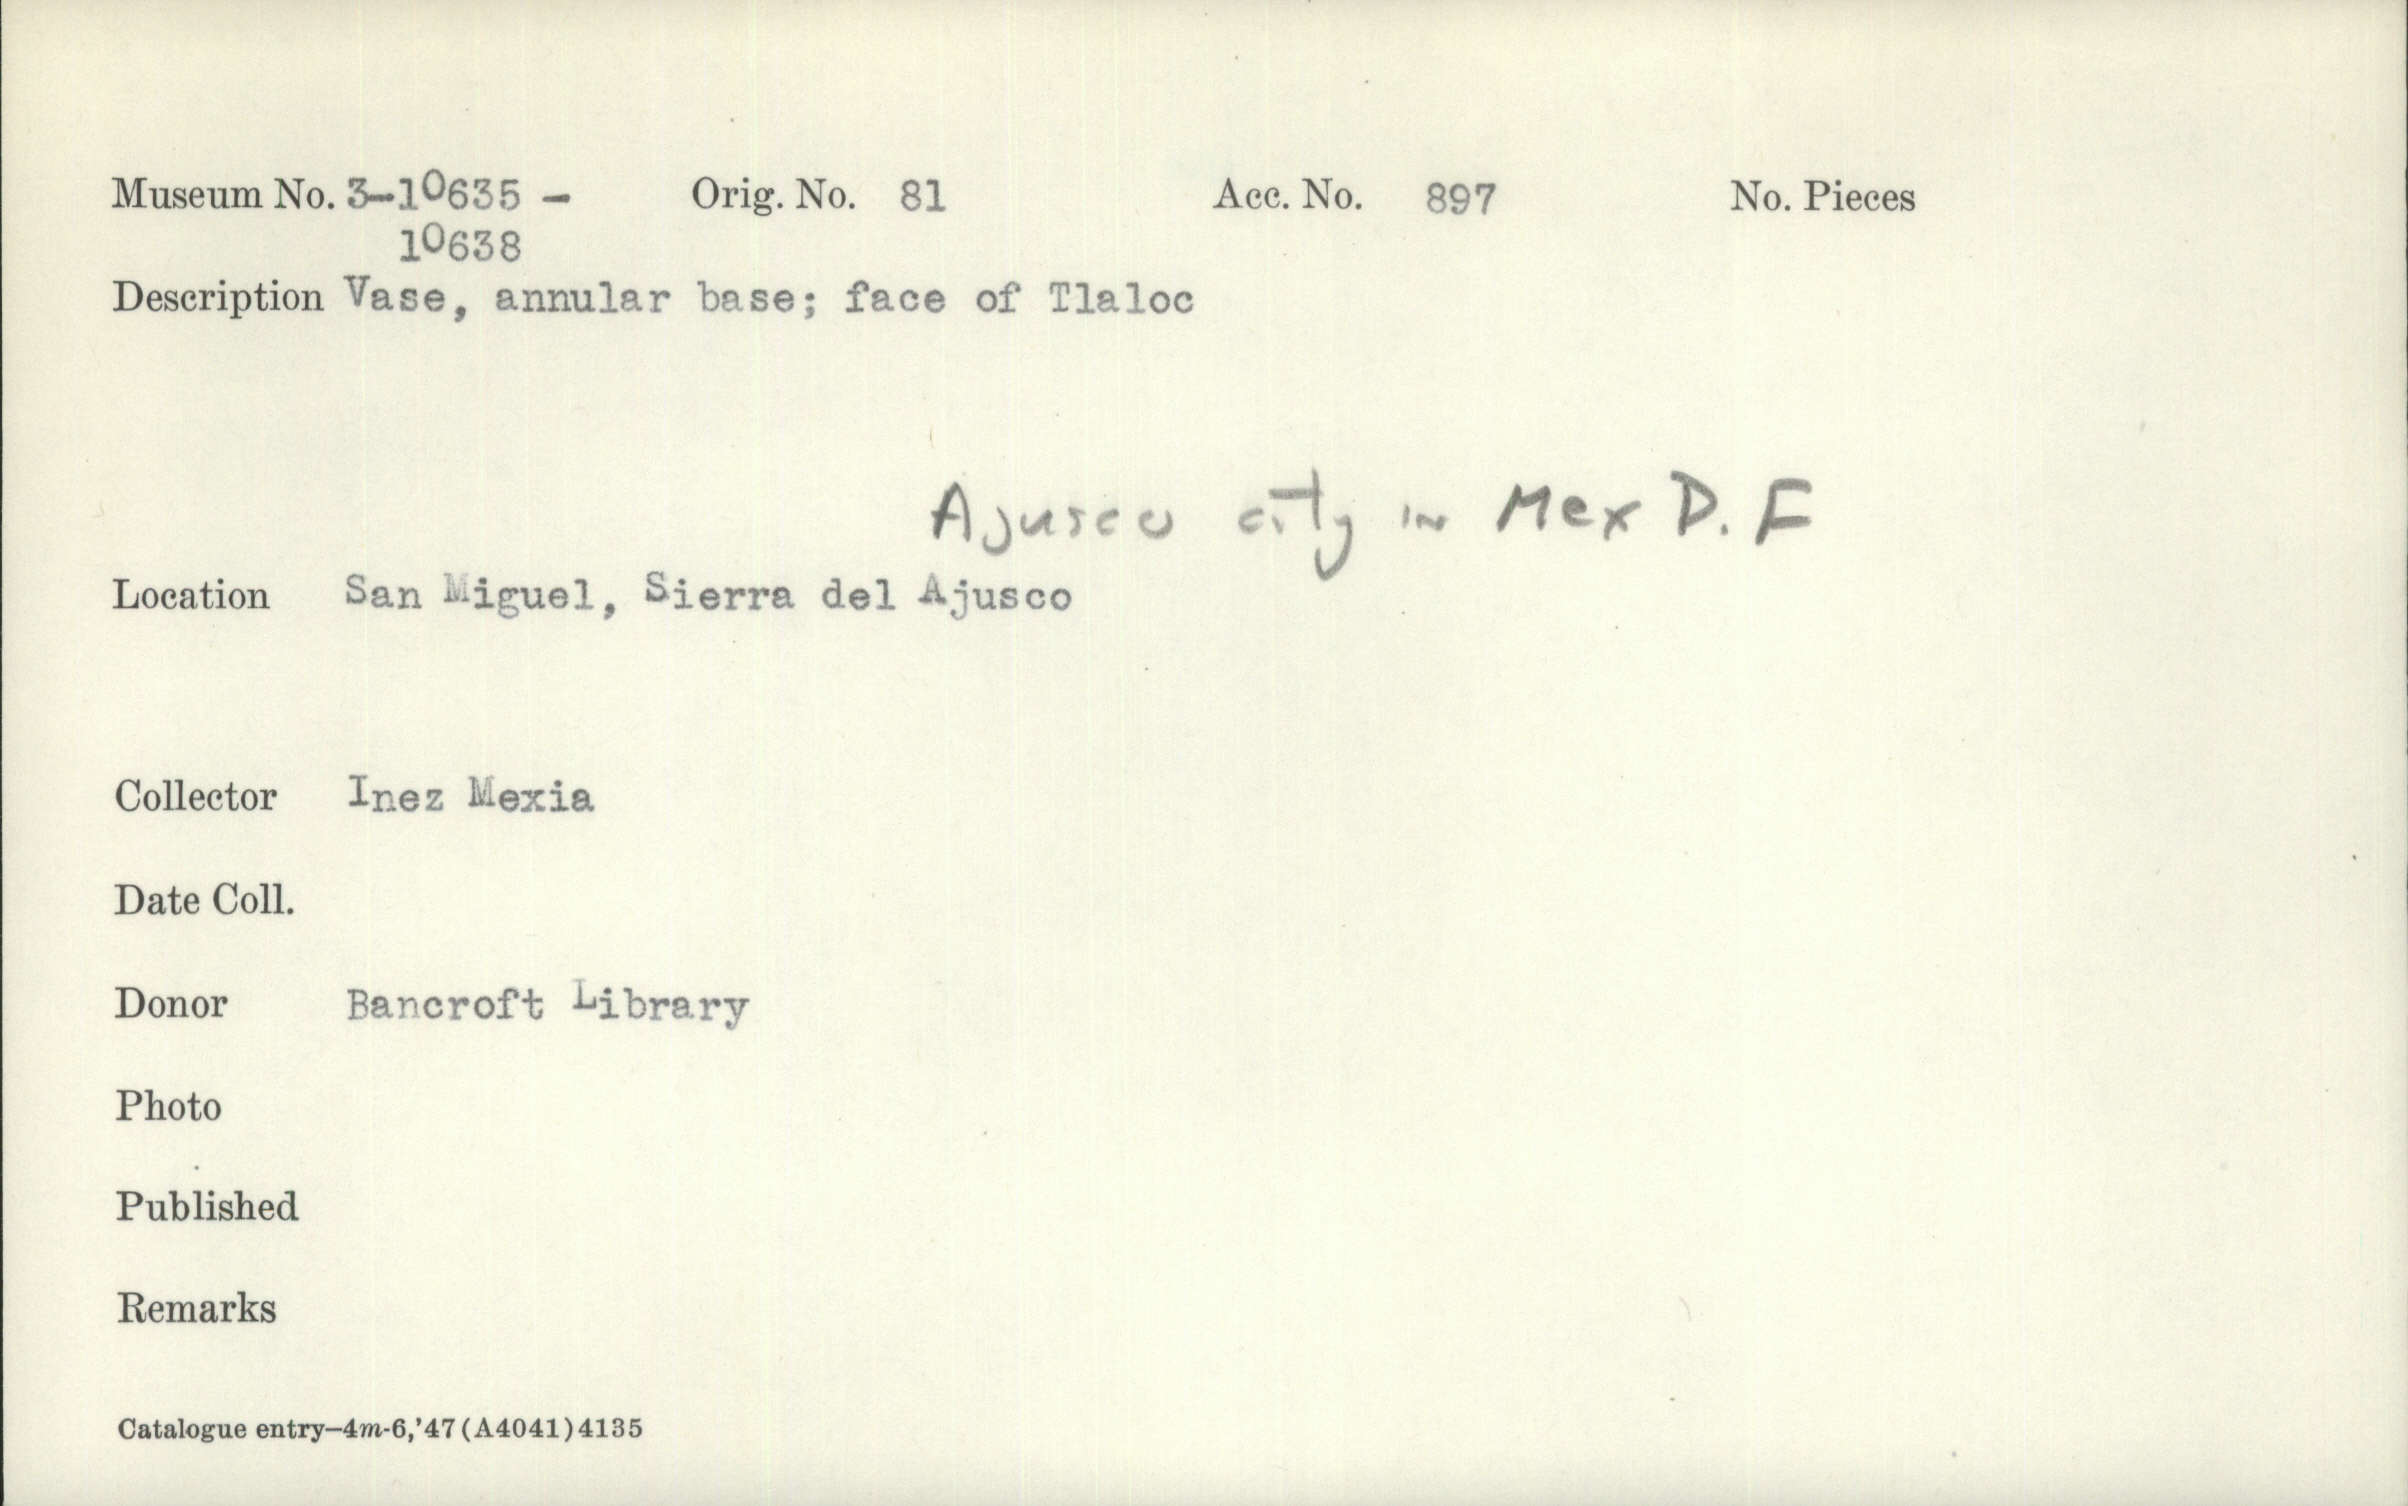 Museum No. 3-10635 - Orig. No. 81 Acc. No. 897 No. Pieces
10638
Description Vase, annular base; face of Tlaloc
Ajusco city in Mex D.F
Location San Miguel, Sierra del Ajusco
Collector Inez Mexia
Date Coll.
Donor Bancroft Library
Photo
Published
Remarks
Catalogue entry—4m-6,'47(A4041)4135